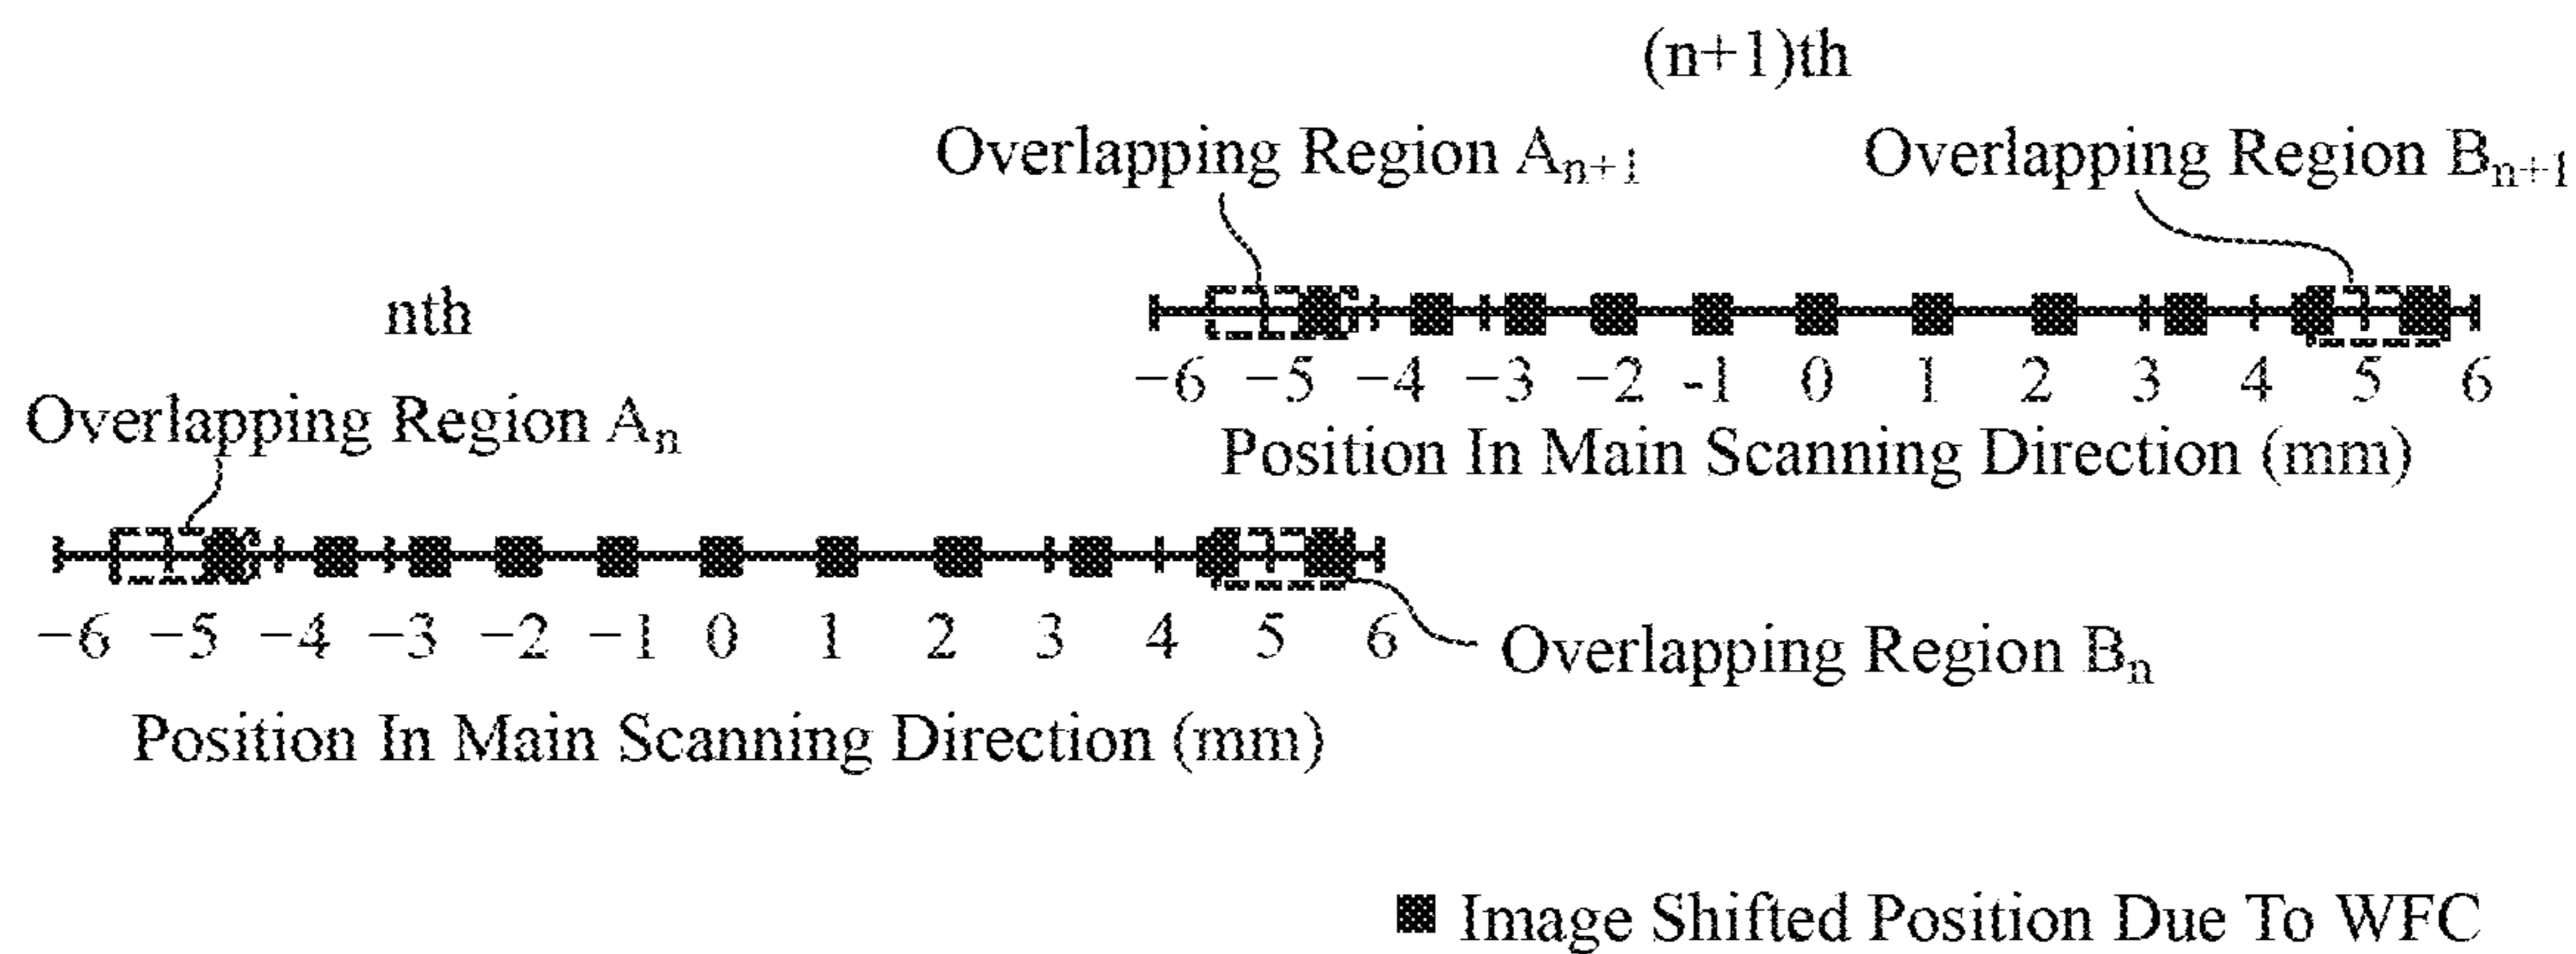 (n+1)th
Overlapping Region Aₙ₊₁
Overlapping Region Bₙ₊₁
−6 −5 −4 −3 −2 -1 0 1 2 3 4 5 6
Position In Main Scanning Direction (mm)
nth
Overlapping Region Aₙ
−6 −5 −4 −3 −2 −1 0 1 2 3 4 5 6
Overlapping Region Bₙ
Position In Main Scanning Direction (mm)
Image Shifted Position Due To WFC